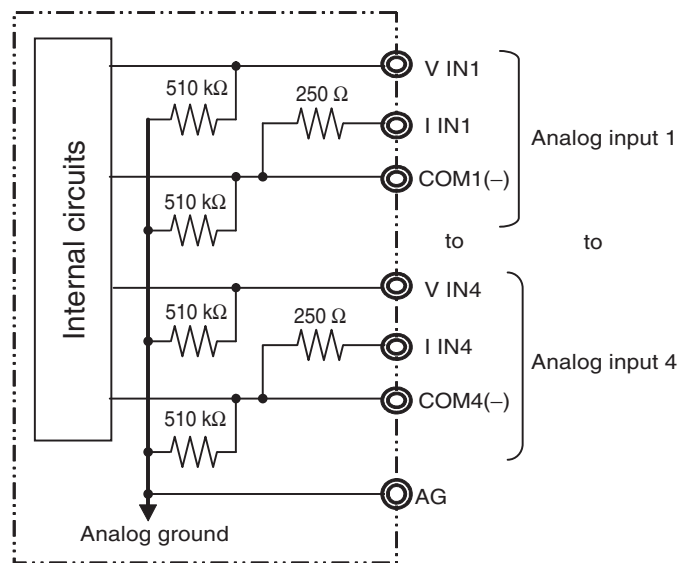 Internal circuits
510 kΩ
V IN1
250 Ω
I IN1
Analog input 1
COM1(−)
510 kΩ
to
to
V IN4
510 kΩ
250 Ω
I IN4
Analog input 4
COM4(−)
510 kΩ
AG
Analog ground